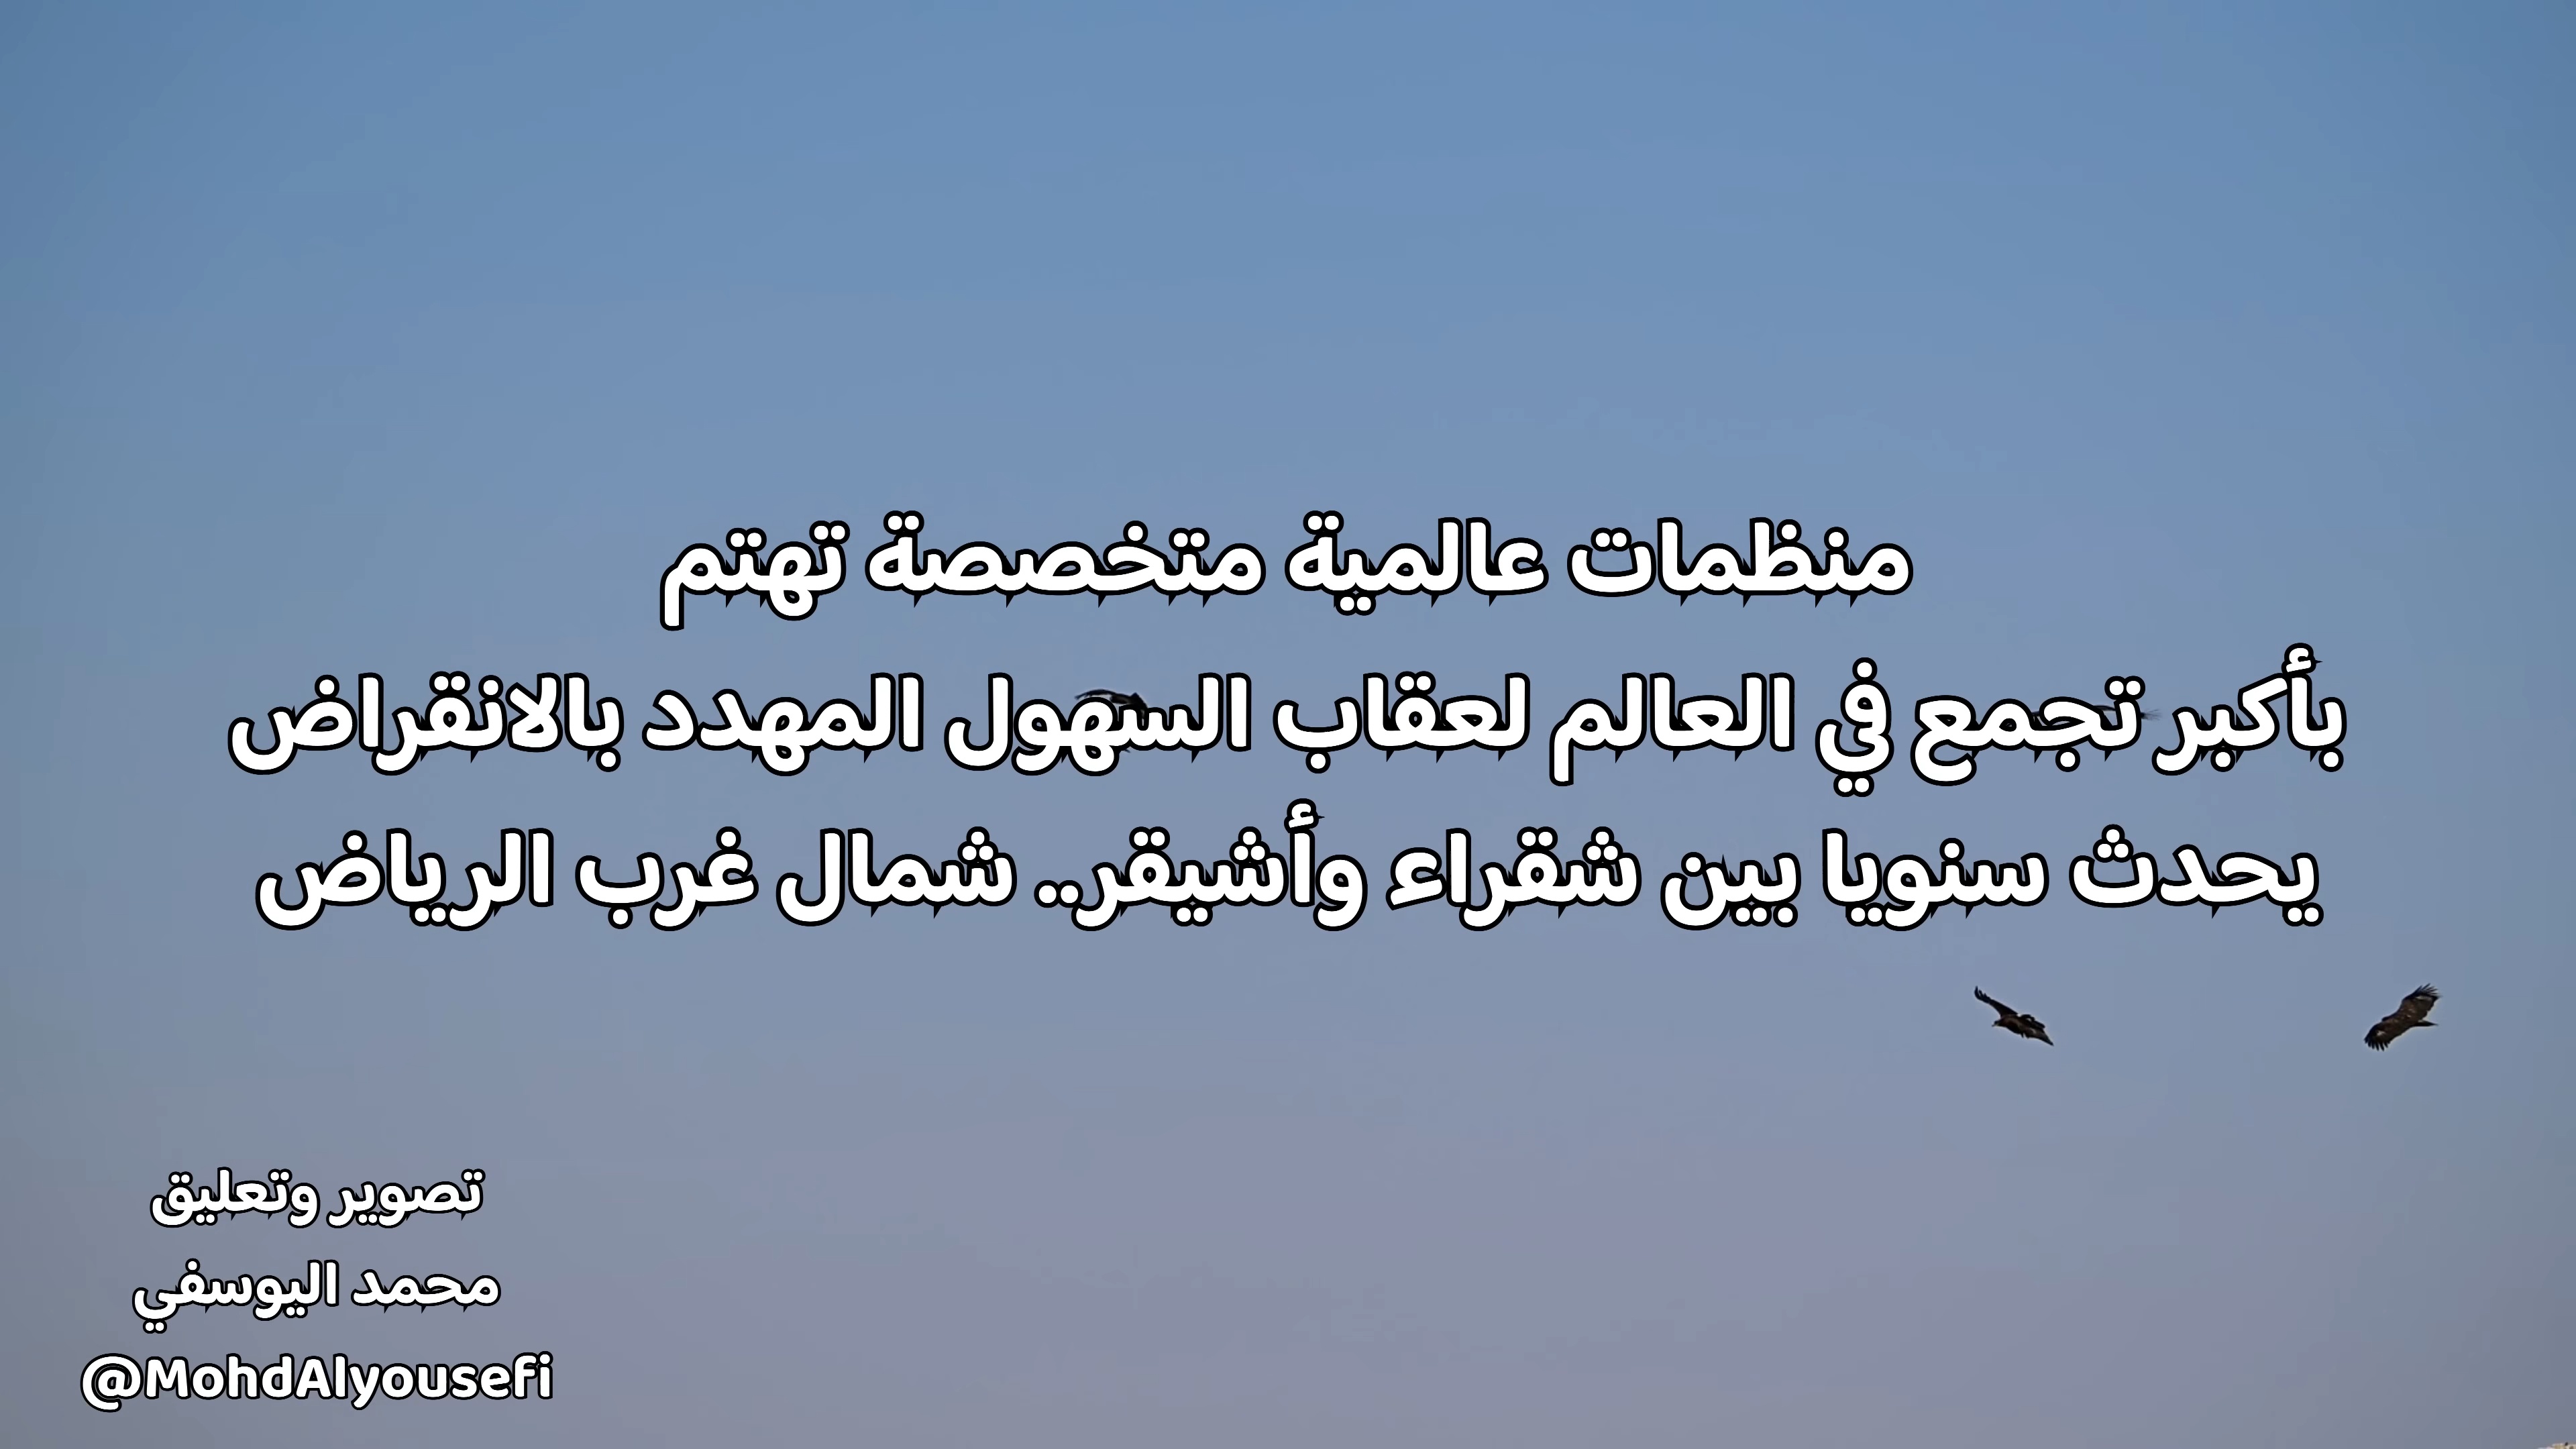 منظمات عالمية متخصصة تهتم
بأكبر تجمع في العالم لعقاب السهول المهدد بالانقراض
يحدث سنويا بين شقراء وأشيقر.. شمال غرب الرياض
تصوير وتعليق
محمد اليوسفي
@MohdAlyousefi